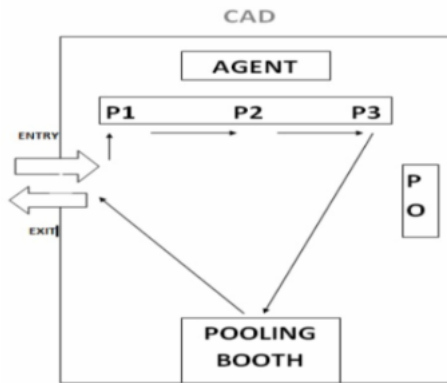 CAD
AGENT
P1 P2 P3
ENTRY
P
O
EXIT
POOLING
BOOTH